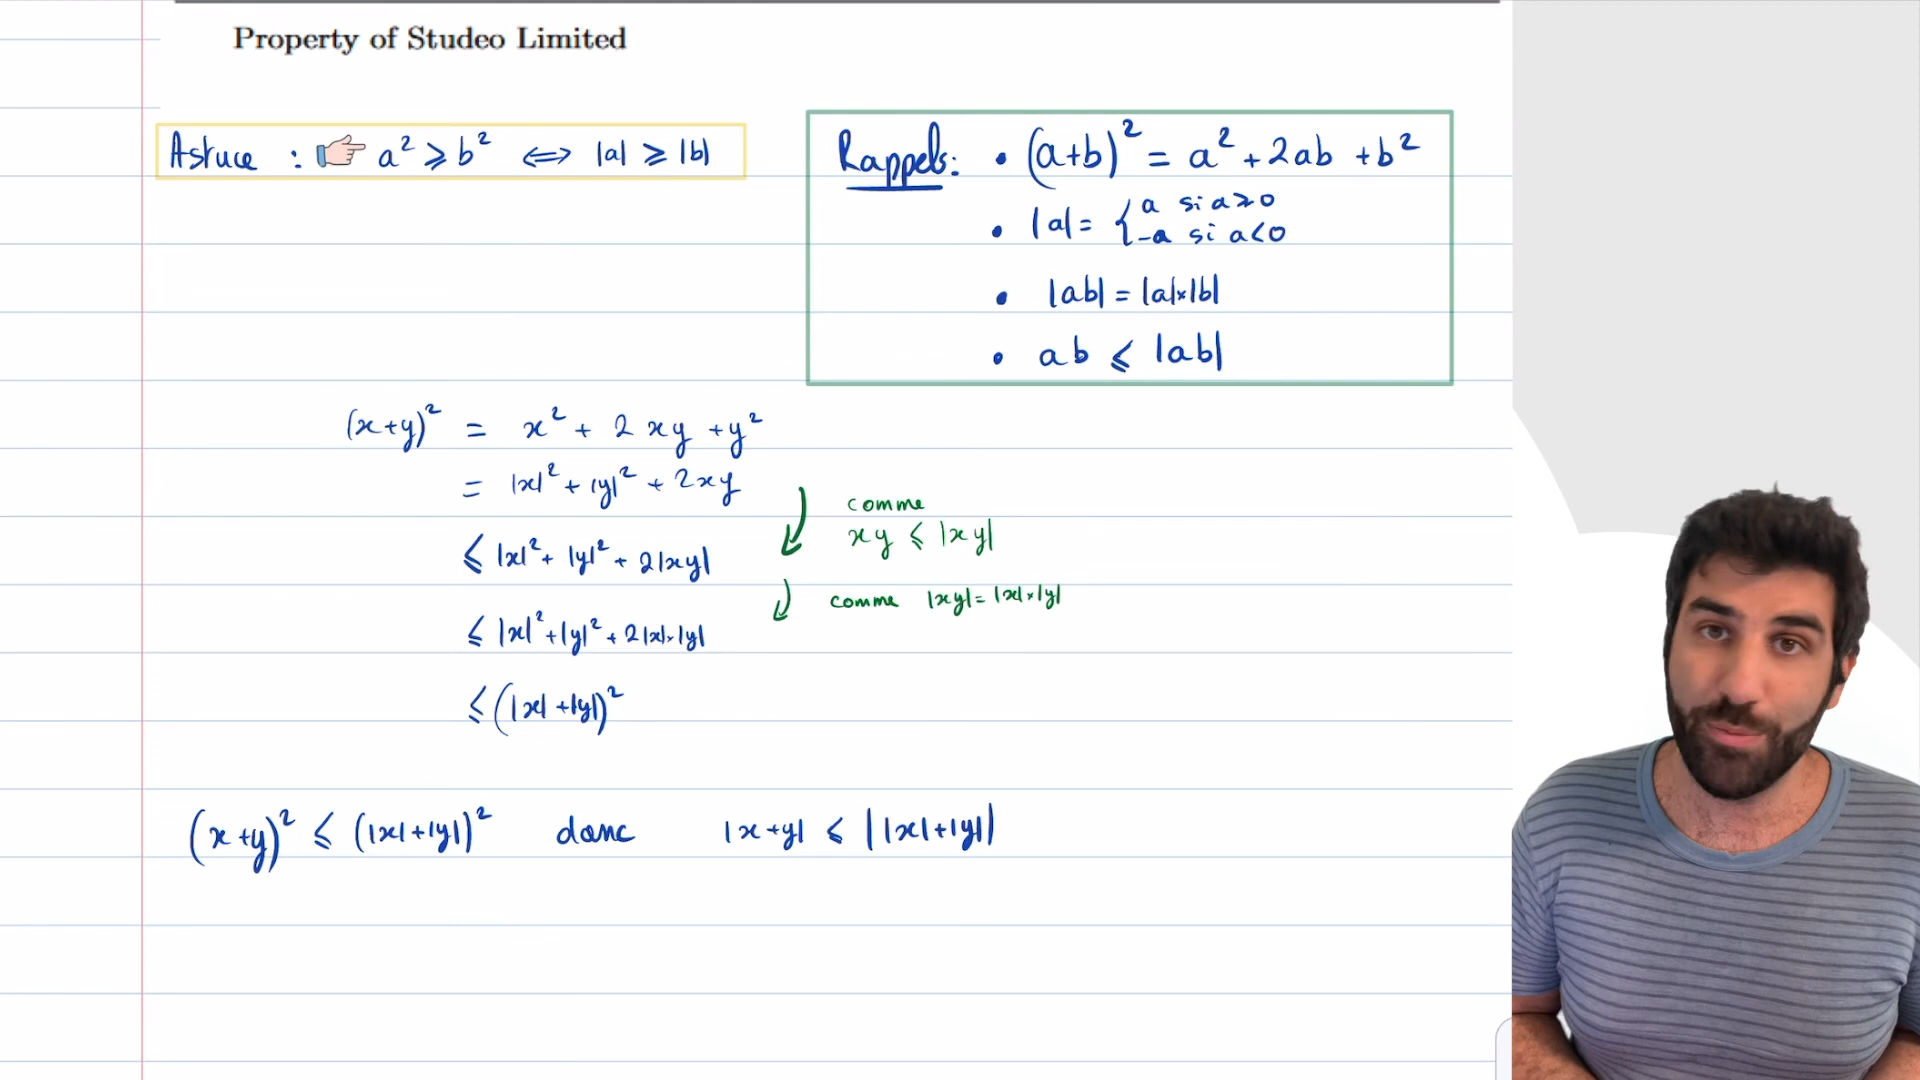 Property of Studeo Limited
Astuce : a² ⩾ b² ⟺ |a| ⩾ |b|
Rappels: • (a+b)² = a² + 2ab + b²
• |a| = { a si a⩾0
-a si a<0
• |ab| = |a|×|b|
• ab ⩽ |ab|
(x+y)² = x² + 2xy + y²
= |x|² + |y|² + 2xy
comme
xy ⩽ |xy|
⩽ |x|² + |y|² + 2|xy|
comme |xy| = |x|×|y|
⩽ |x|² + |y|² + 2|x|×|y|
⩽ (|x| + |y|)²
(x+y)² ⩽ (|x|+|y|)² donc |x+y| ⩽ ||x|+|y||